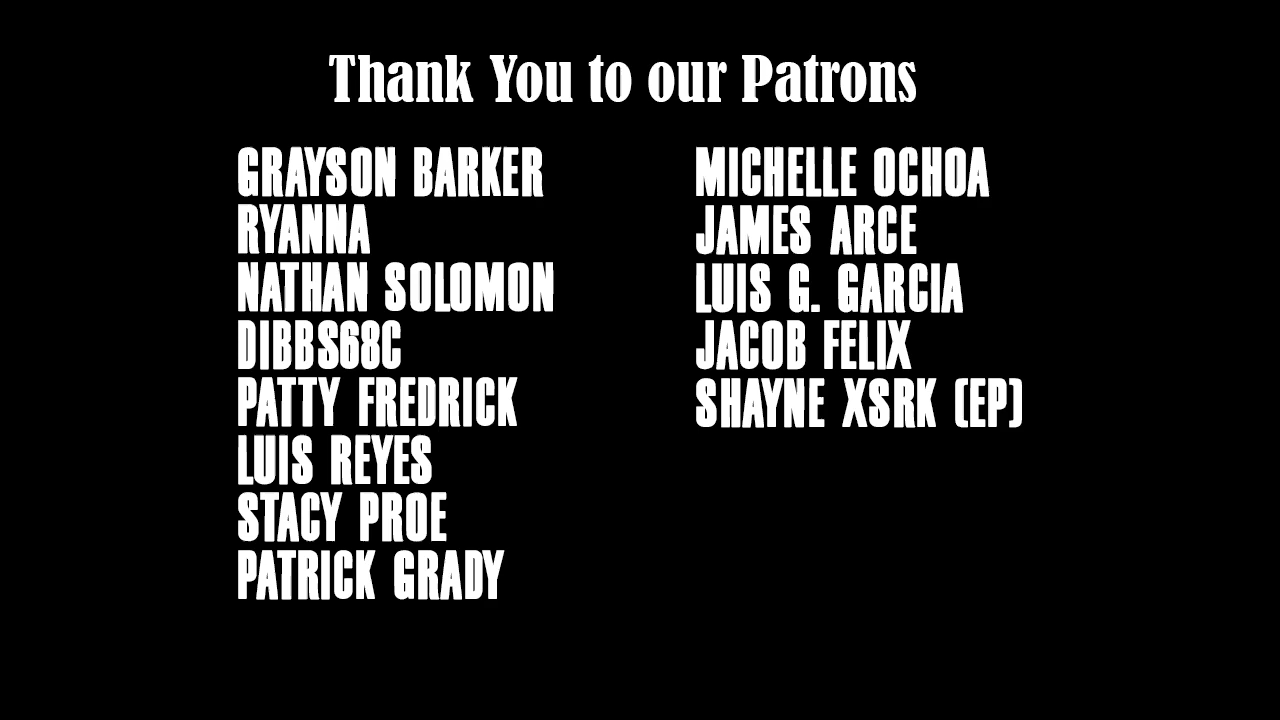 Thank You to our Patrons
GRAYSON BARKER
RYANNA
NATHAN SOLOMON
DIBBS68C
PATTY FREDRICK
LUIS REYES
STACY PROE
PATRICK GRADY
MICHELLE OCHOA
JAMES ARCE
LUIS G. GARCIA
JACOB FELIX
SHAYNE XSRK (EP)